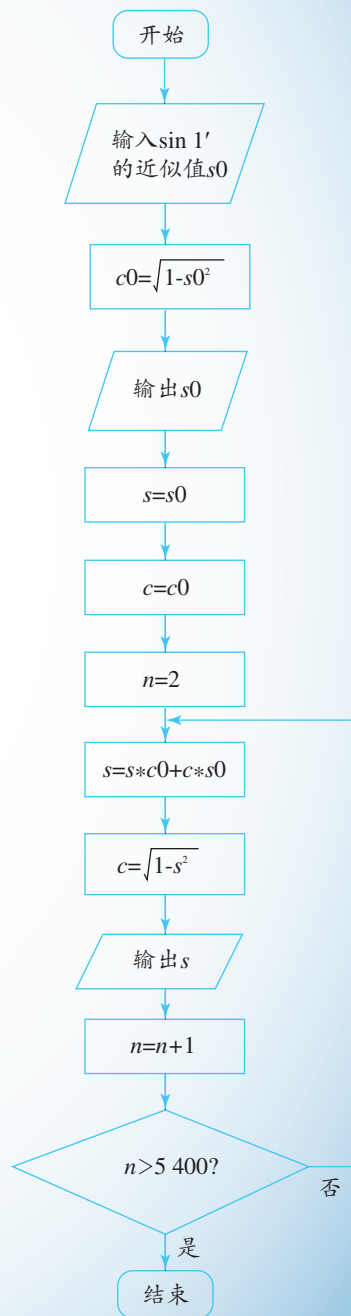 开始
输入sin 1′
的近似值s0
c0=√1-s0²
输出s0
s=s0
c=c0
n=2
s=s*c0+c*s0
c=√1-s²
输出s
n=n+1
n>5 400?
否
是
结束